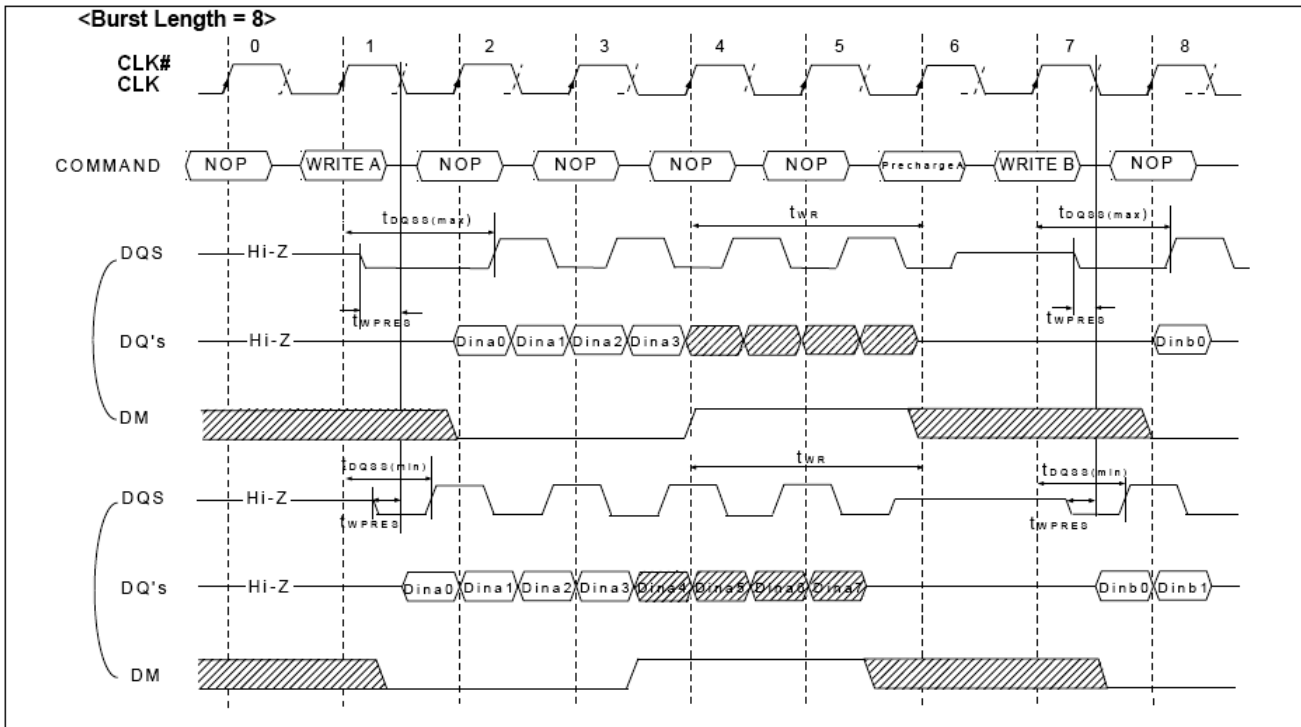 <Burst Length = 8>
0 1 2 3 4 5 6 7 8
CLK#
CLK
COMMAND NOP WRITE A NOP NOP NOP NOP PrechargeA WRITE B NOP
tDQSS(max) tWR tDQSS(max)
DQS Hi-Z
tWPRES tWPRES
DQ's Hi-Z Dina0 Dina1 Dina2 Dina3 Dinb0
DM
tDQSS(min) tWR tDQSS(min)
DQS Hi-Z
tWPRES tWPRES
DQ's Hi-Z Dina0 Dina1 Dina2 Dina3 Dina4 Dina5 Dina6 Dina7 Dinb0 Dinb1
DM